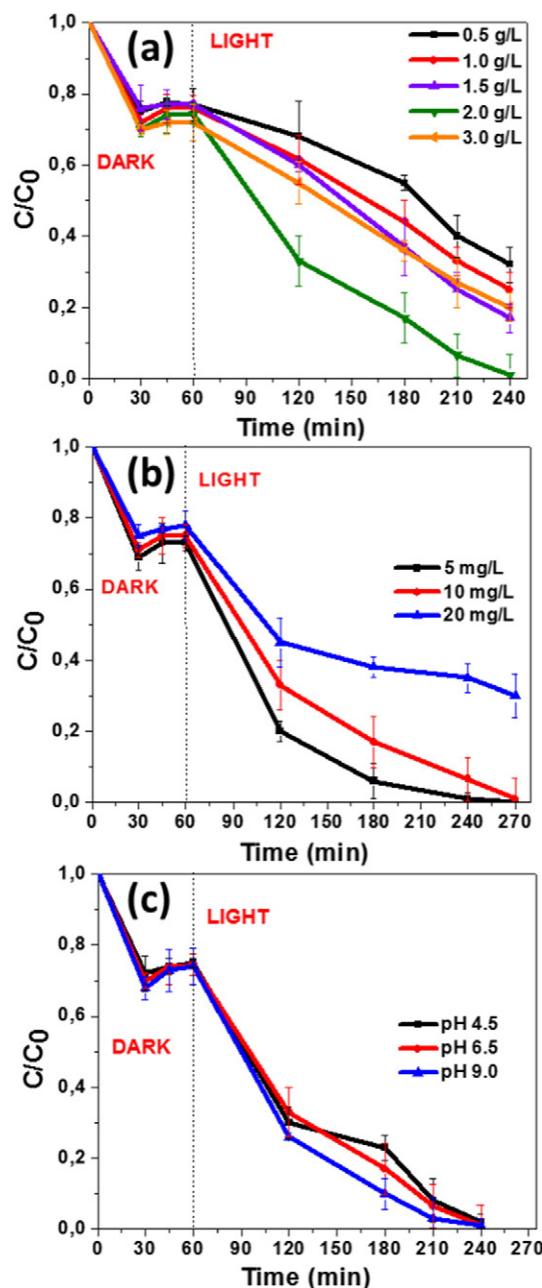 (a)
LIGHT
DARK
0.5 g/L
1.0 g/L
1.5 g/L
2.0 g/L
3.0 g/L
C/C0
1,0
0,8
0,6
0,4
0,2
0,0
0 30 60 90 120 150 180 210 240
Time (min)
(b)
LIGHT
DARK
5 mg/L
10 mg/L
20 mg/L
C/C0
1,0
0,8
0,6
0,4
0,2
0,0
0 30 60 90 120 150 180 210 240 270
Time (min)
(c)
LIGHT
DARK
pH 4.5
pH 6.5
pH 9.0
C/C0
1,0
0,8
0,6
0,4
0,2
0,0
0 30 60 90 120 150 180 210 240 270
Time (min)